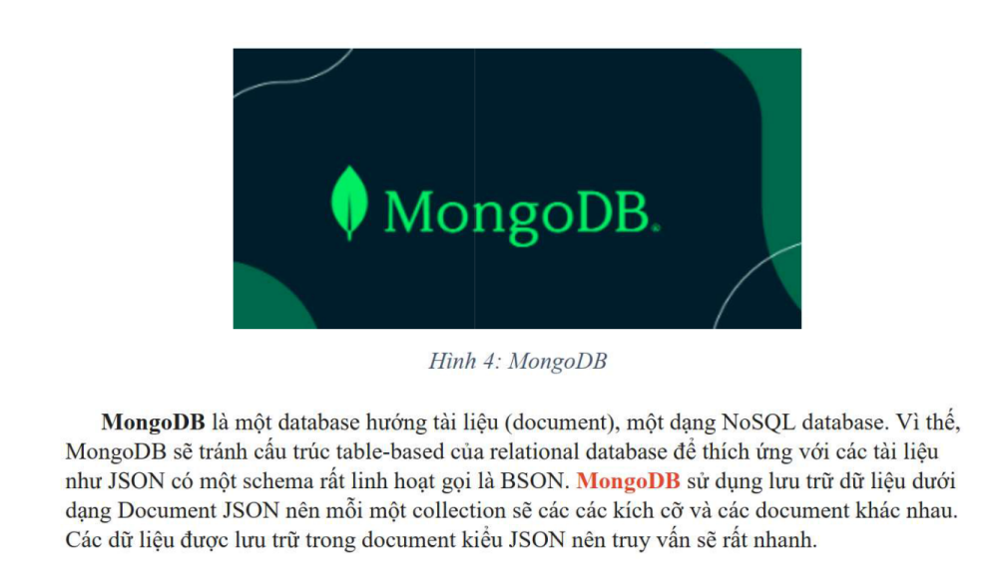 MongoDB®
Hình 4: MongoDB
MongoDB là một database hướng tài liệu (document), một dạng NoSQL database. Vì thế,
MongoDB sẽ tránh cấu trúc table-based của relational database để thích ứng với các tài liệu
như JSON có một schema rất linh hoạt gọi là BSON. MongoDB sử dụng lưu trữ dữ liệu dưới
dạng Document JSON nên mỗi một collection sẽ các các kích cỡ và các document khác nhau.
Các dữ liệu được lưu trữ trong document kiểu JSON nên truy vấn sẽ rất nhanh.